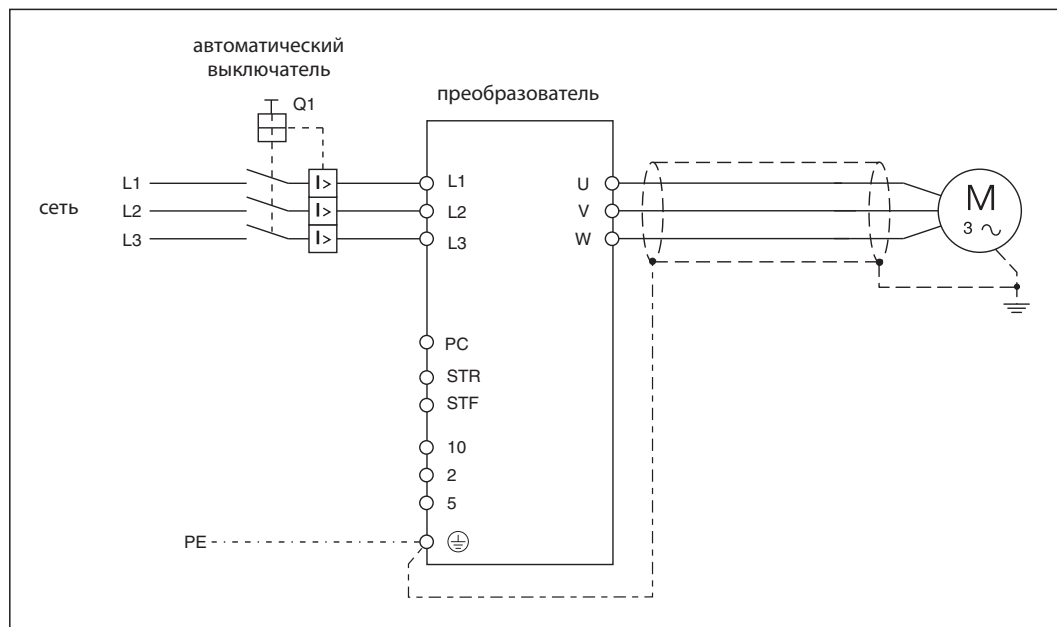 автоматический
выключатель
Q1
преобразователь
сеть
L1
L2
L3
I>
I>
I>
L1
L2
L3
U
V
W
M
3 ~
PC
STR
STF
10
2
5
PE